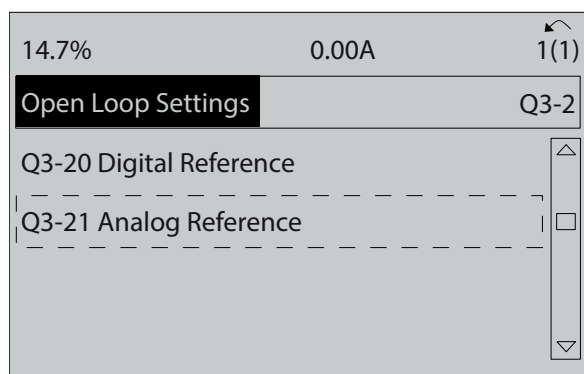 14.7% 0.00A 1(1)
Open Loop Settings Q3-2
Q3-20 Digital Reference
Q3-21 Analog Reference